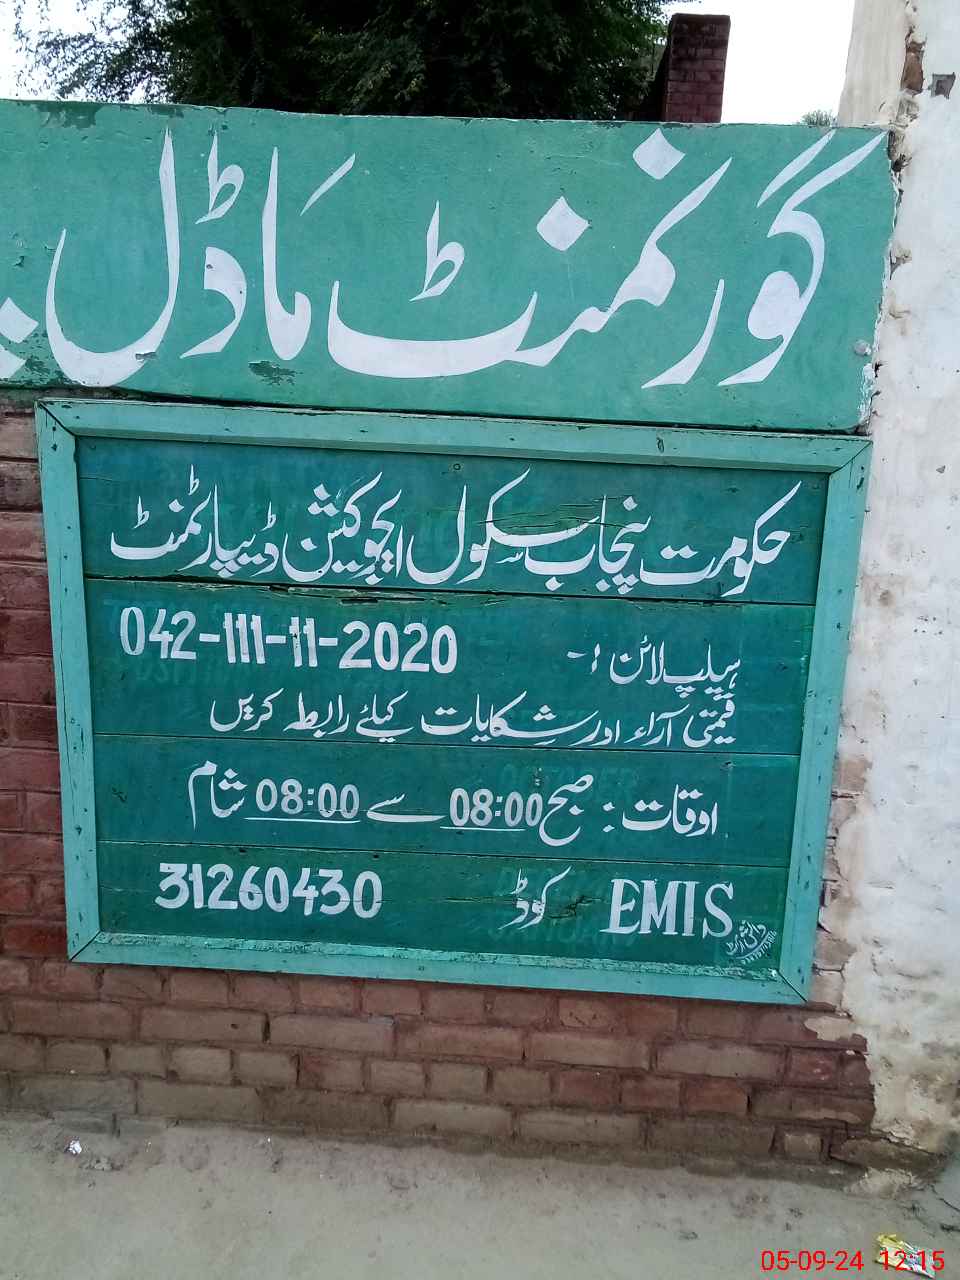 گورنمنٹ ماڈل
حکومت پنجاب سکول ایجوکیشن ڈیپارٹمنٹ
ہیلپ لائن :- 042-111-11-2020
قیمتی آراء اور شکایات کیلئے رابطہ کریں
اوقات : صبح 08:00 سے 08:00 شام
EMIS کوڈ 31260430
05-09-24 12:15